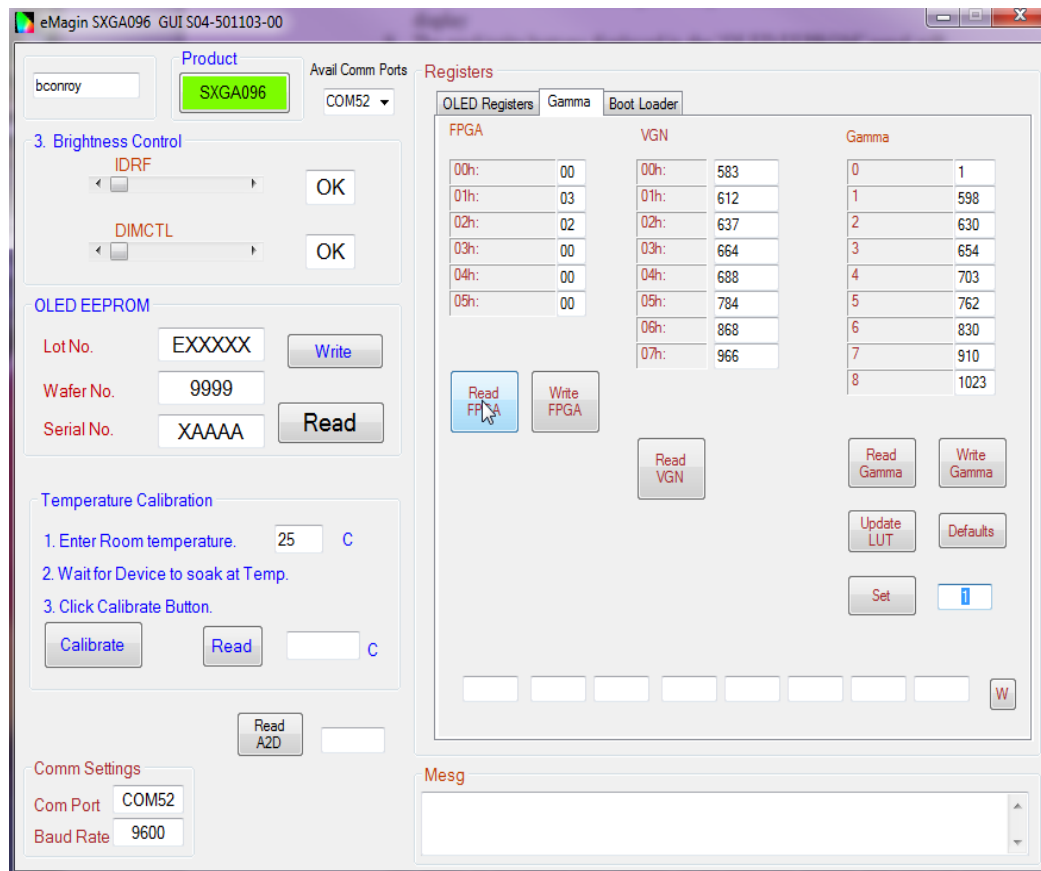 eMagin SXGA096 GUI S04-501103-00
bconroy
Product
SXGA096
Avail Comm Ports
COM52
3. Brightness Control
IDRF
OK
DIMCTL
OK
OLED EEPROM
Lot No. EXXXXX Write
Wafer No. 9999
Serial No. XAAAA Read
Temperature Calibration
1. Enter Room temperature. 25 C
2. Wait for Device to soak at Temp.
3. Click Calibrate Button.
Calibrate Read C
Read
A2D
Comm Settings
Com Port COM52
Baud Rate 9600
Registers
OLED Registers Gamma Boot Loader
FPGA VGN Gamma
00h: 00 00h: 583 0 1
01h: 03 01h: 612 1 598
02h: 02 02h: 637 2 630
03h: 00 03h: 664 3 654
04h: 00 04h: 688 4 703
05h: 00 05h: 784 5 762
06h: 868 6 830
07h: 966 7 910
8 1023
Read
FPGA
Write
FPGA
Read
VGN
Read
Gamma
Write
Gamma
Update
LUT
Defaults
Set 1
W
Mesg